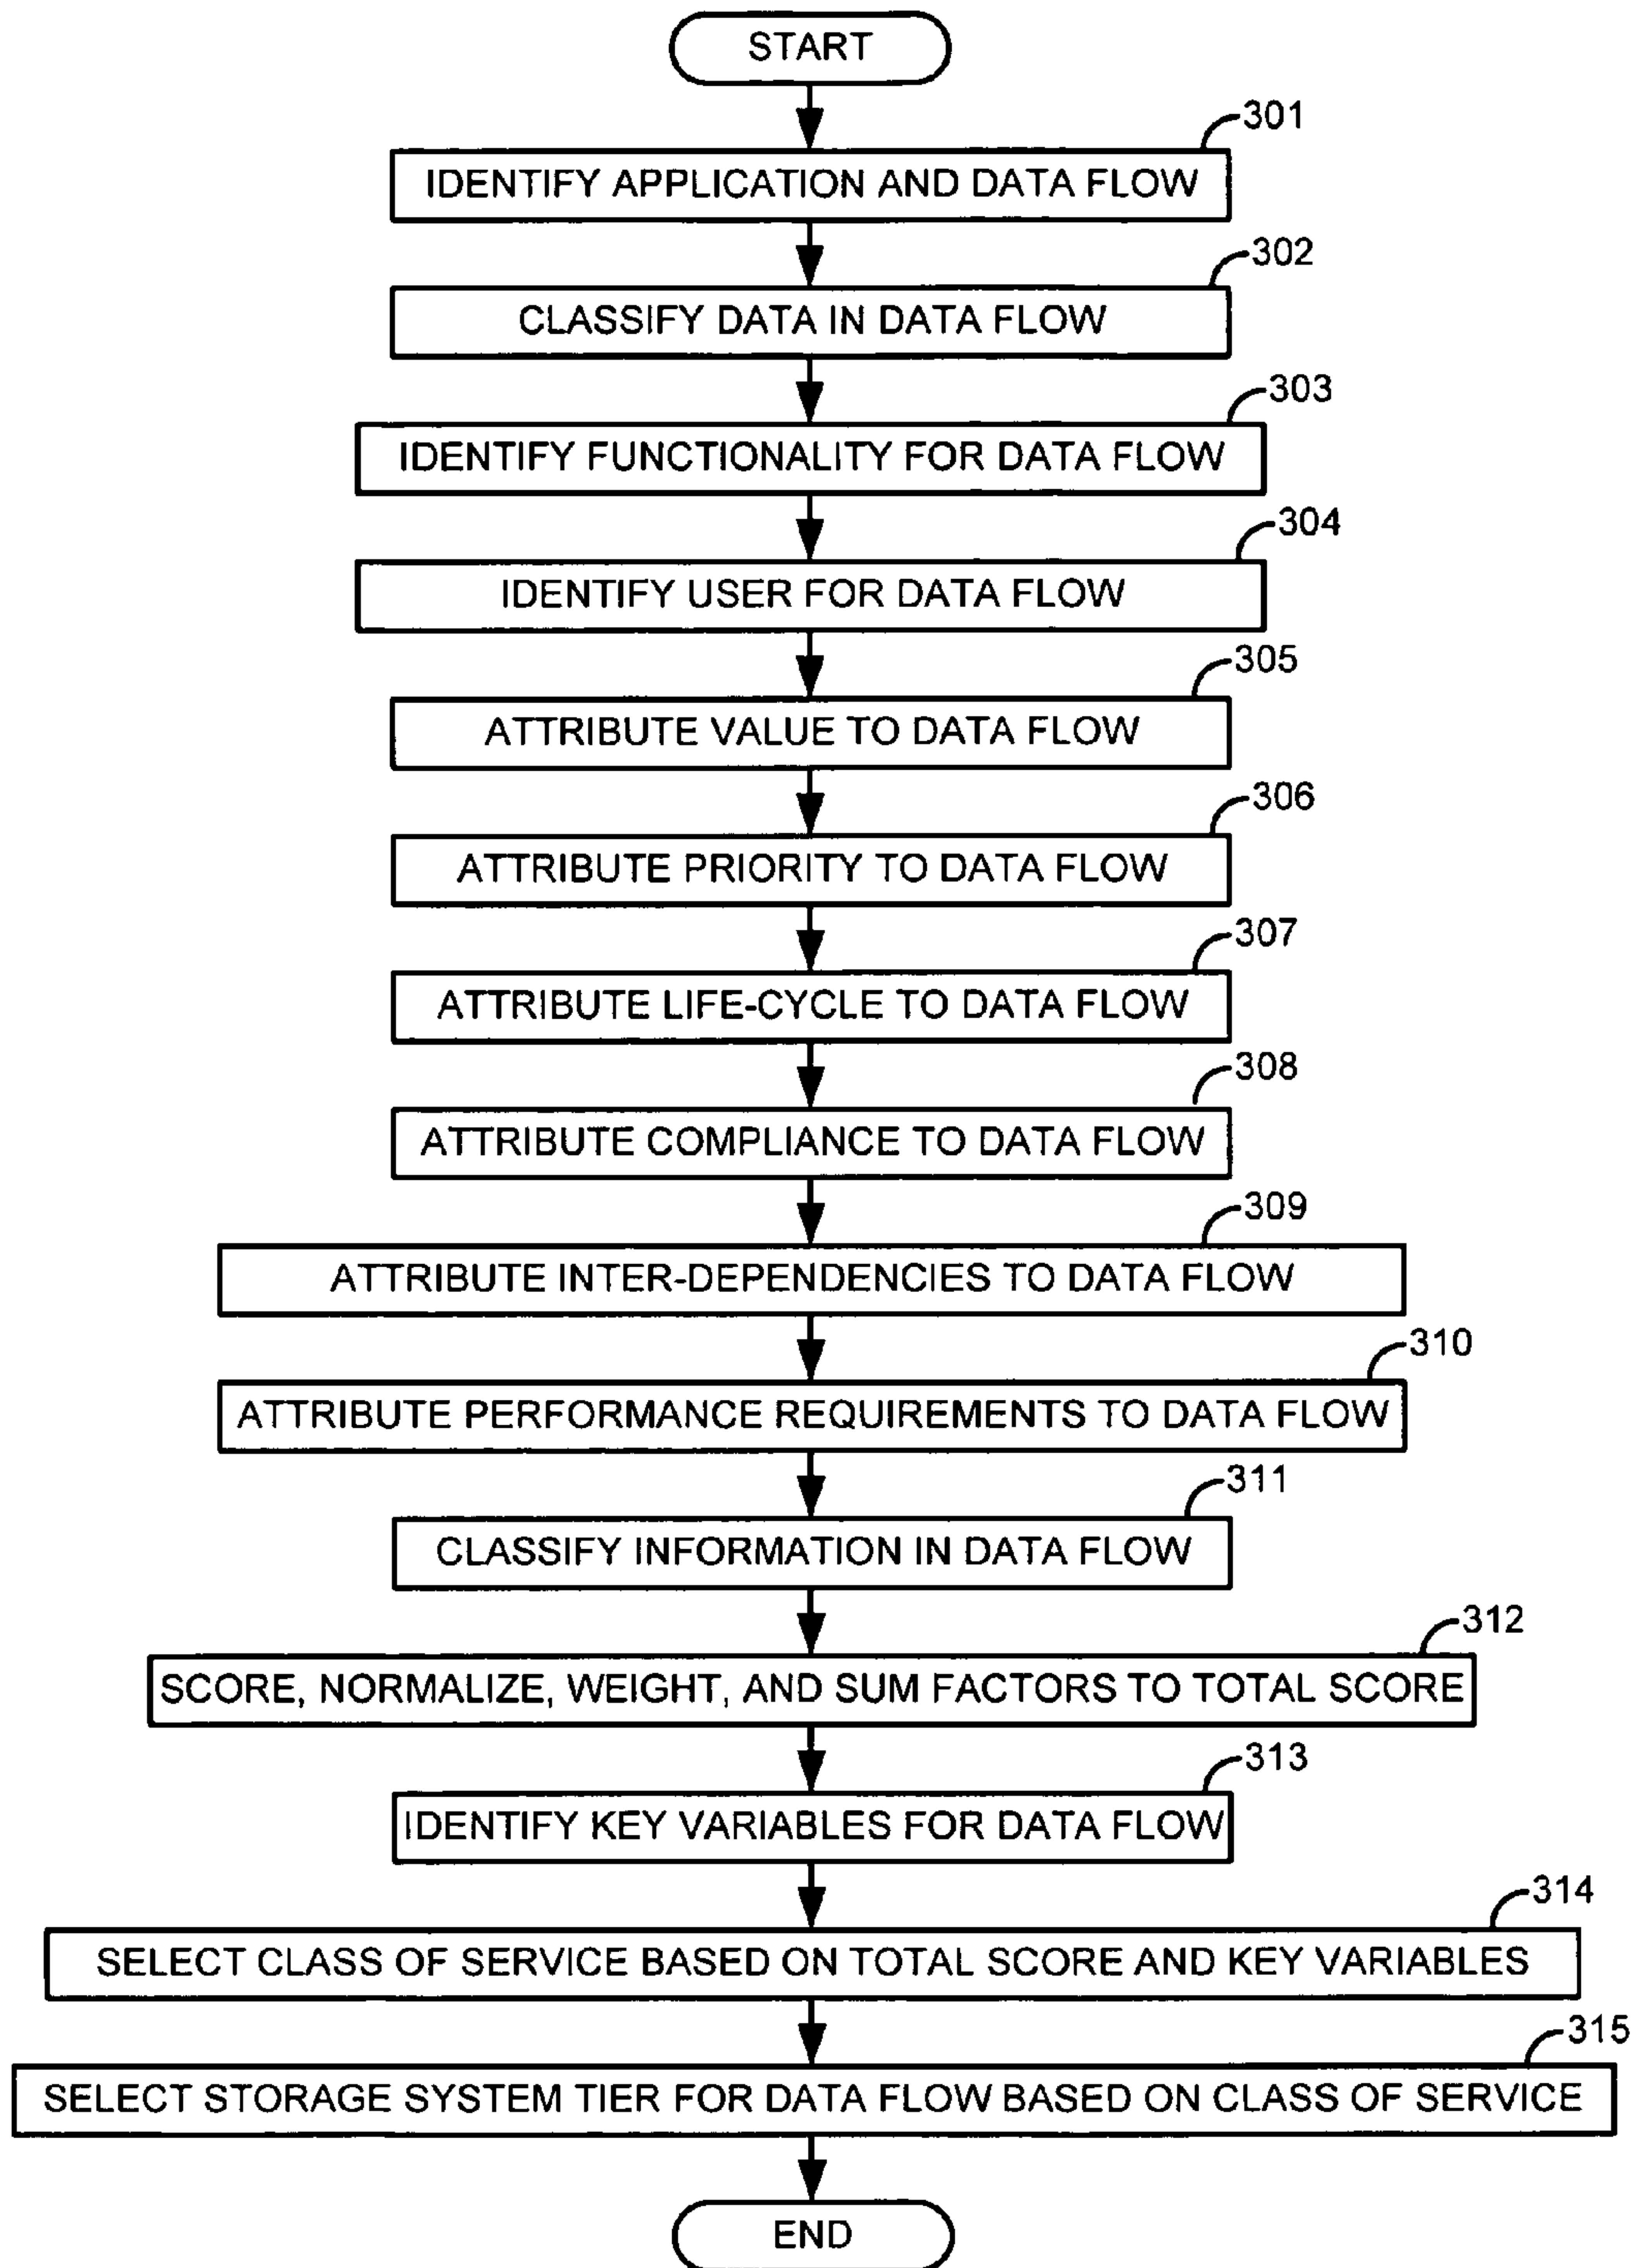 START
301
IDENTIFY APPLICATION AND DATA FLOW
302
CLASSIFY DATA IN DATA FLOW
303
IDENTIFY FUNCTIONALITY FOR DATA FLOW
304
IDENTIFY USER FOR DATA FLOW
305
ATTRIBUTE VALUE TO DATA FLOW
306
ATTRIBUTE PRIORITY TO DATA FLOW
307
ATTRIBUTE LIFE-CYCLE TO DATA FLOW
308
ATTRIBUTE COMPLIANCE TO DATA FLOW
309
ATTRIBUTE INTER-DEPENDENCIES TO DATA FLOW
310
ATTRIBUTE PERFORMANCE REQUIREMENTS TO DATA FLOW
311
CLASSIFY INFORMATION IN DATA FLOW
312
SCORE, NORMALIZE, WEIGHT, AND SUM FACTORS TO TOTAL SCORE
313
IDENTIFY KEY VARIABLES FOR DATA FLOW
314
SELECT CLASS OF SERVICE BASED ON TOTAL SCORE AND KEY VARIABLES
315
SELECT STORAGE SYSTEM TIER FOR DATA FLOW BASED ON CLASS OF SERVICE
END